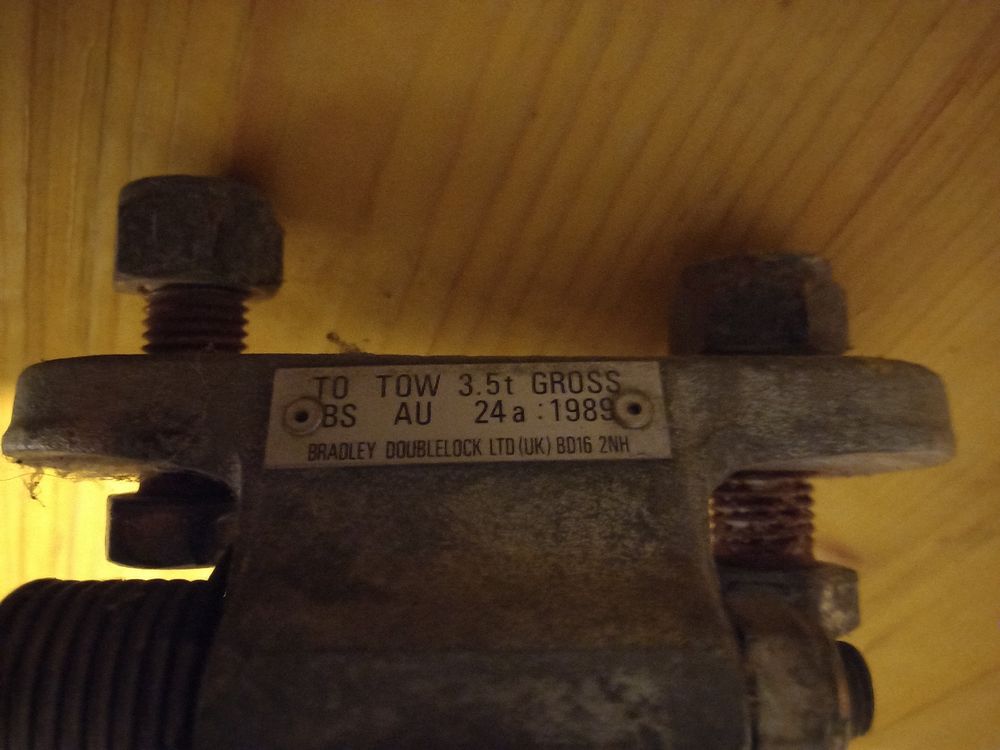 TO TOW 3.5t GROSS
BS AU 24a : 1989
BRADLEY DOUBLELOCK LTD (UK) BD16 2NH